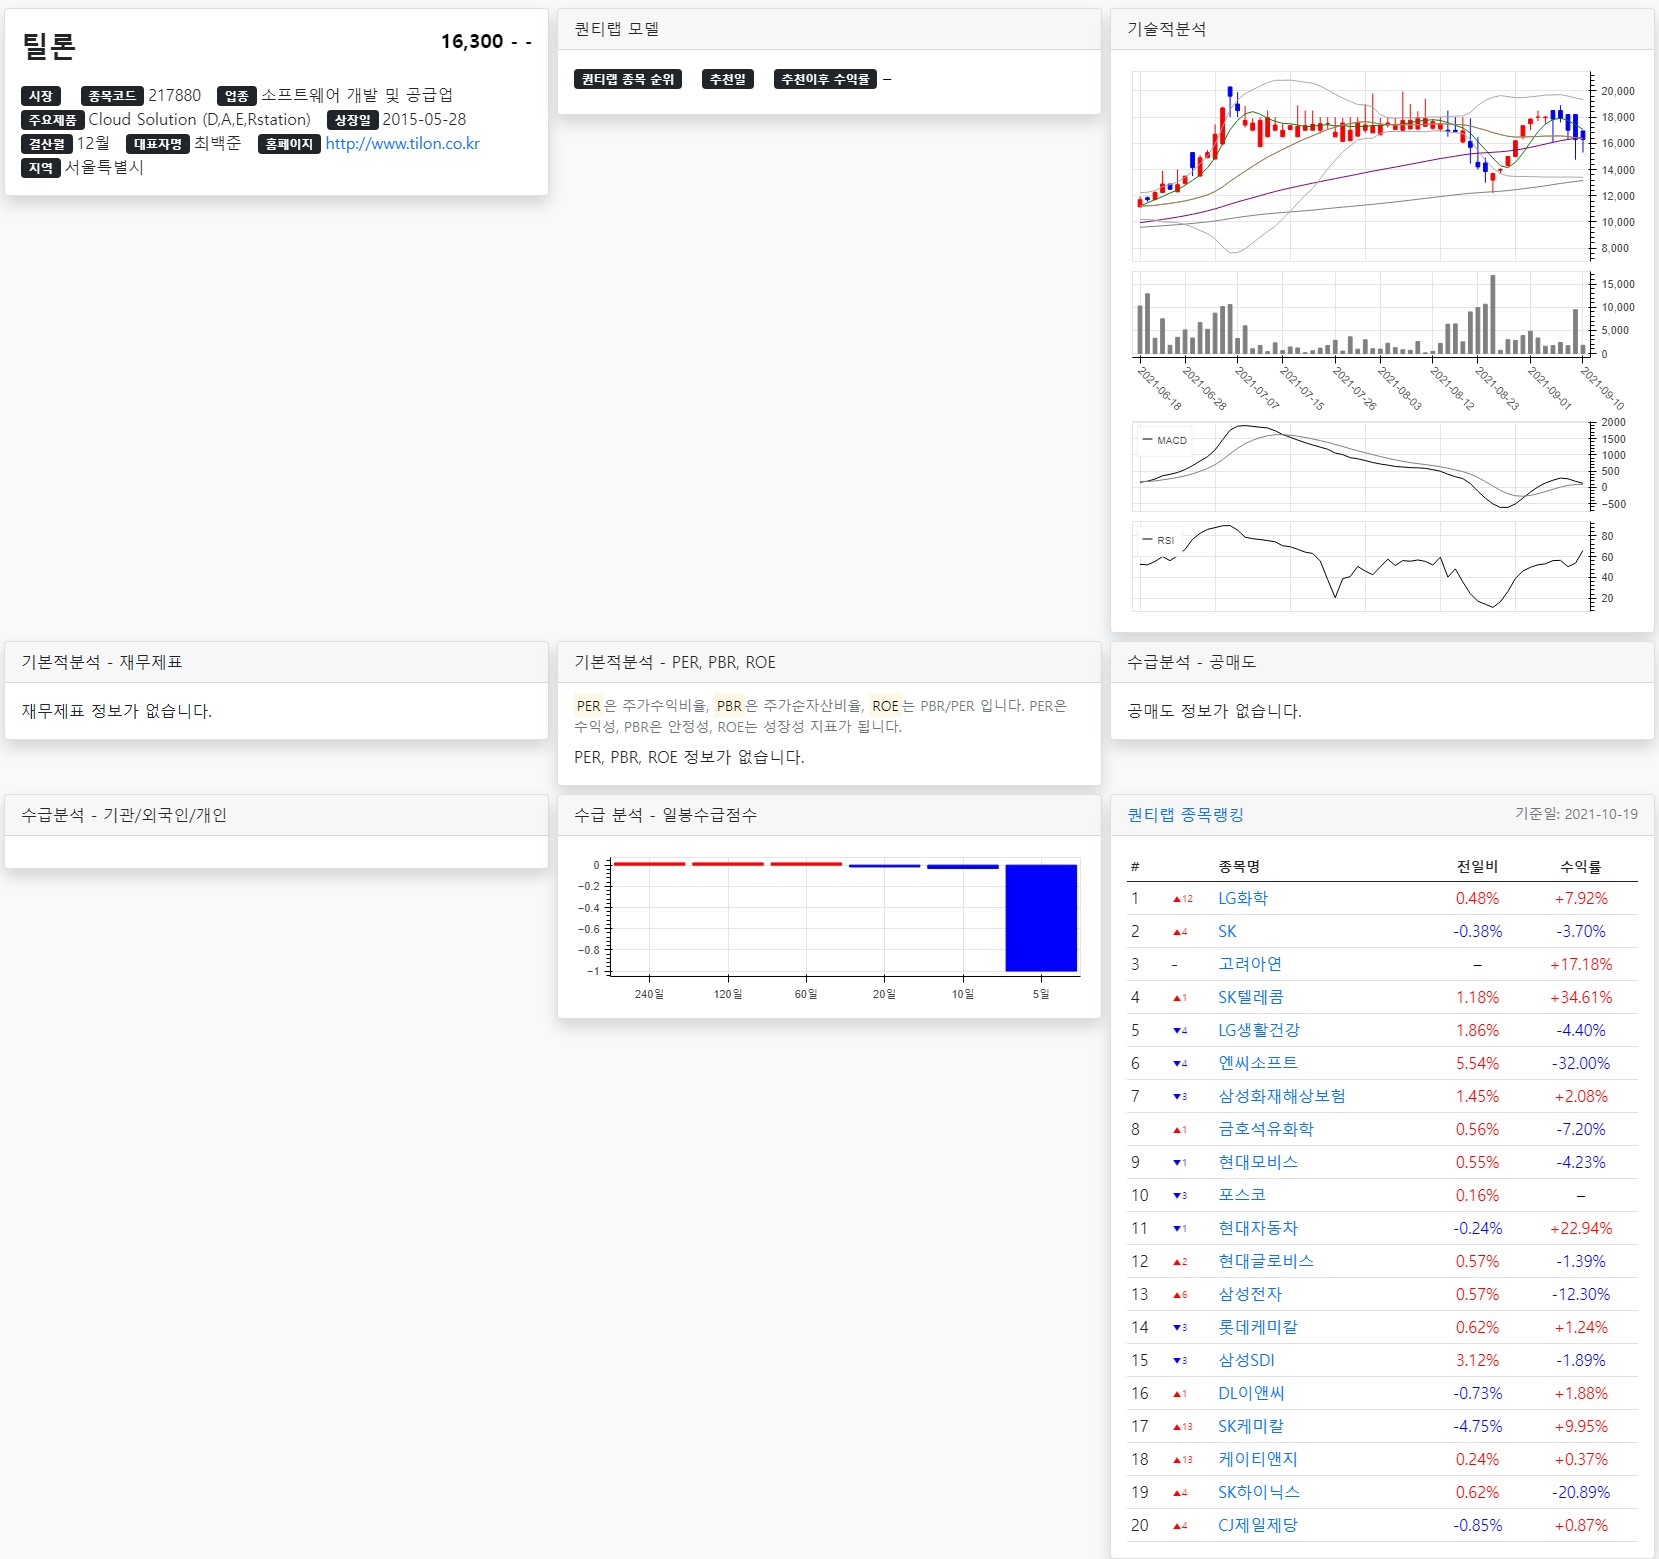 틸론
16,300 - -
시장 종목코드 217880 업종 소프트웨어 개발 및 공급업
주요제품 Cloud Solution (D,A,E,Rstation) 상장일 2015-05-28
결산월 12월 대표자명 최백준 홈페이지 http://www.tilon.co.kr
지역 서울특별시
퀀티랩 모델
퀀티랩 종목 순위 추천일 추천이후 수익률 –
기술적분석
20,000
18,000
16,000
14,000
12,000
10,000
8,000
15,000
10,000
5,000
0
2021-06-18
2021-06-28
2021-07-07
2021-07-15
2021-07-26
2021-08-03
2021-08-12
2021-08-23
2021-09-01
2021-09-10
MACD
2000
1500
1000
500
0
−500
RSI
80
60
40
20
기본적분석 - 재무제표
재무제표 정보가 없습니다.
기본적분석 - PER, PBR, ROE
PER은 주가수익비율, PBR은 주가순자산비율, ROE는 PBR/PER 입니다. PER은
수익성, PBR은 안정성, ROE는 성장성 지표가 됩니다.
PER, PBR, ROE 정보가 없습니다.
수급분석 - 공매도
공매도 정보가 없습니다.
수급분석 - 기관/외국인/개인
수급 분석 - 일봉수급점수
0
−0.2
−0.4
−0.6
−0.8
−1
240일 120일 60일 20일 10일 5일
퀀티랩 종목랭킹 기준일: 2021-10-19
# 종목명 전일비 수익률
1 ▲12 LG화학 0.48% +7.92%
2 ▲4 SK -0.38% -3.70%
3 - 고려아연 – +17.18%
4 ▲1 SK텔레콤 1.18% +34.61%
5 ▼4 LG생활건강 1.86% -4.40%
6 ▼4 엔씨소프트 5.54% -32.00%
7 ▼3 삼성화재해상보험 1.45% +2.08%
8 ▲1 금호석유화학 0.56% -7.20%
9 ▼1 현대모비스 0.55% -4.23%
10 ▼3 포스코 0.16% –
11 ▼1 현대자동차 -0.24% +22.94%
12 ▲2 현대글로비스 0.57% -1.39%
13 ▲6 삼성전자 0.57% -12.30%
14 ▼3 롯데케미칼 0.62% +1.24%
15 ▼3 삼성SDI 3.12% -1.89%
16 ▲1 DL이앤씨 -0.73% +1.88%
17 ▲13 SK케미칼 -4.75% +9.95%
18 ▲13 케이티앤지 0.24% +0.37%
19 ▲4 SK하이닉스 0.62% -20.89%
20 ▲4 CJ제일제당 -0.85% +0.87%